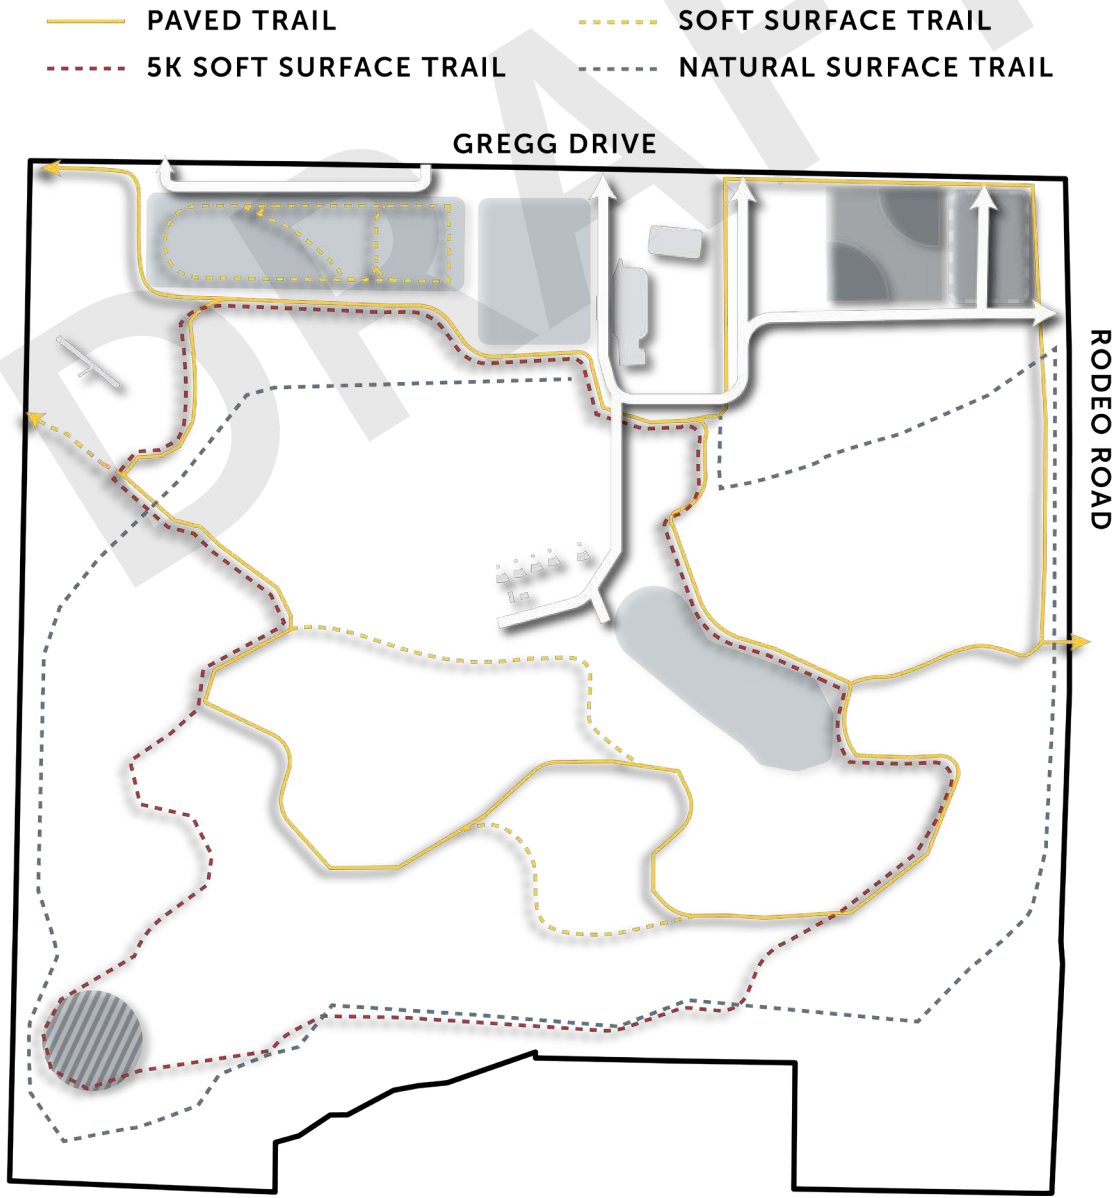 PAVED TRAIL
SOFT SURFACE TRAIL
5K SOFT SURFACE TRAIL
NATURAL SURFACE TRAIL
GREGG DRIVE
RODEO ROAD
DRAFT